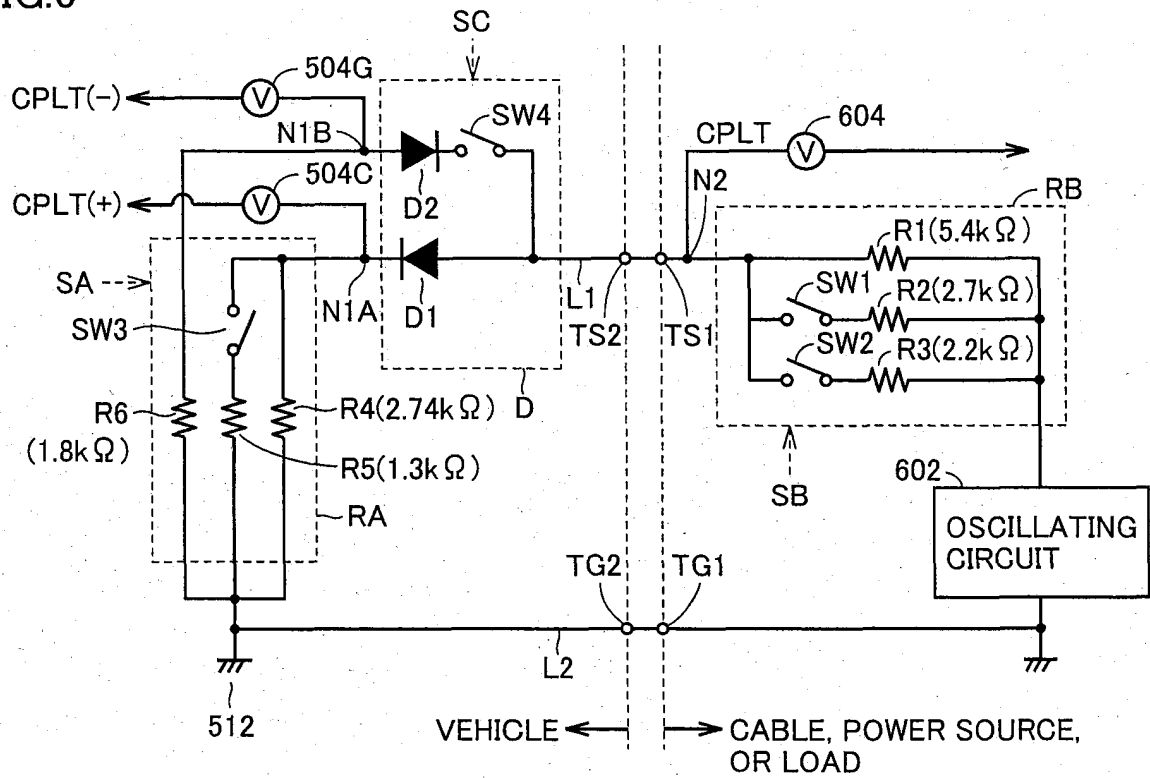 SC
504G
CPLT(-)
SW4
N1B
604
CPLT
504C
CPLT(+)
D2
N2
RB
R1(5.4kΩ)
SA
N1A
D1
L1
TS2
TS1
SW1
R2(2.7kΩ)
SW3
SW2
R3(2.2kΩ)
R6
(1.8kΩ)
R4(2.74kΩ)
D
R5(1.3kΩ)
SB
602
RA
OSCILLATING
CIRCUIT
TG2
TG1
L2
512
VEHICLE
CABLE, POWER SOURCE,
OR LOAD
V
V
V